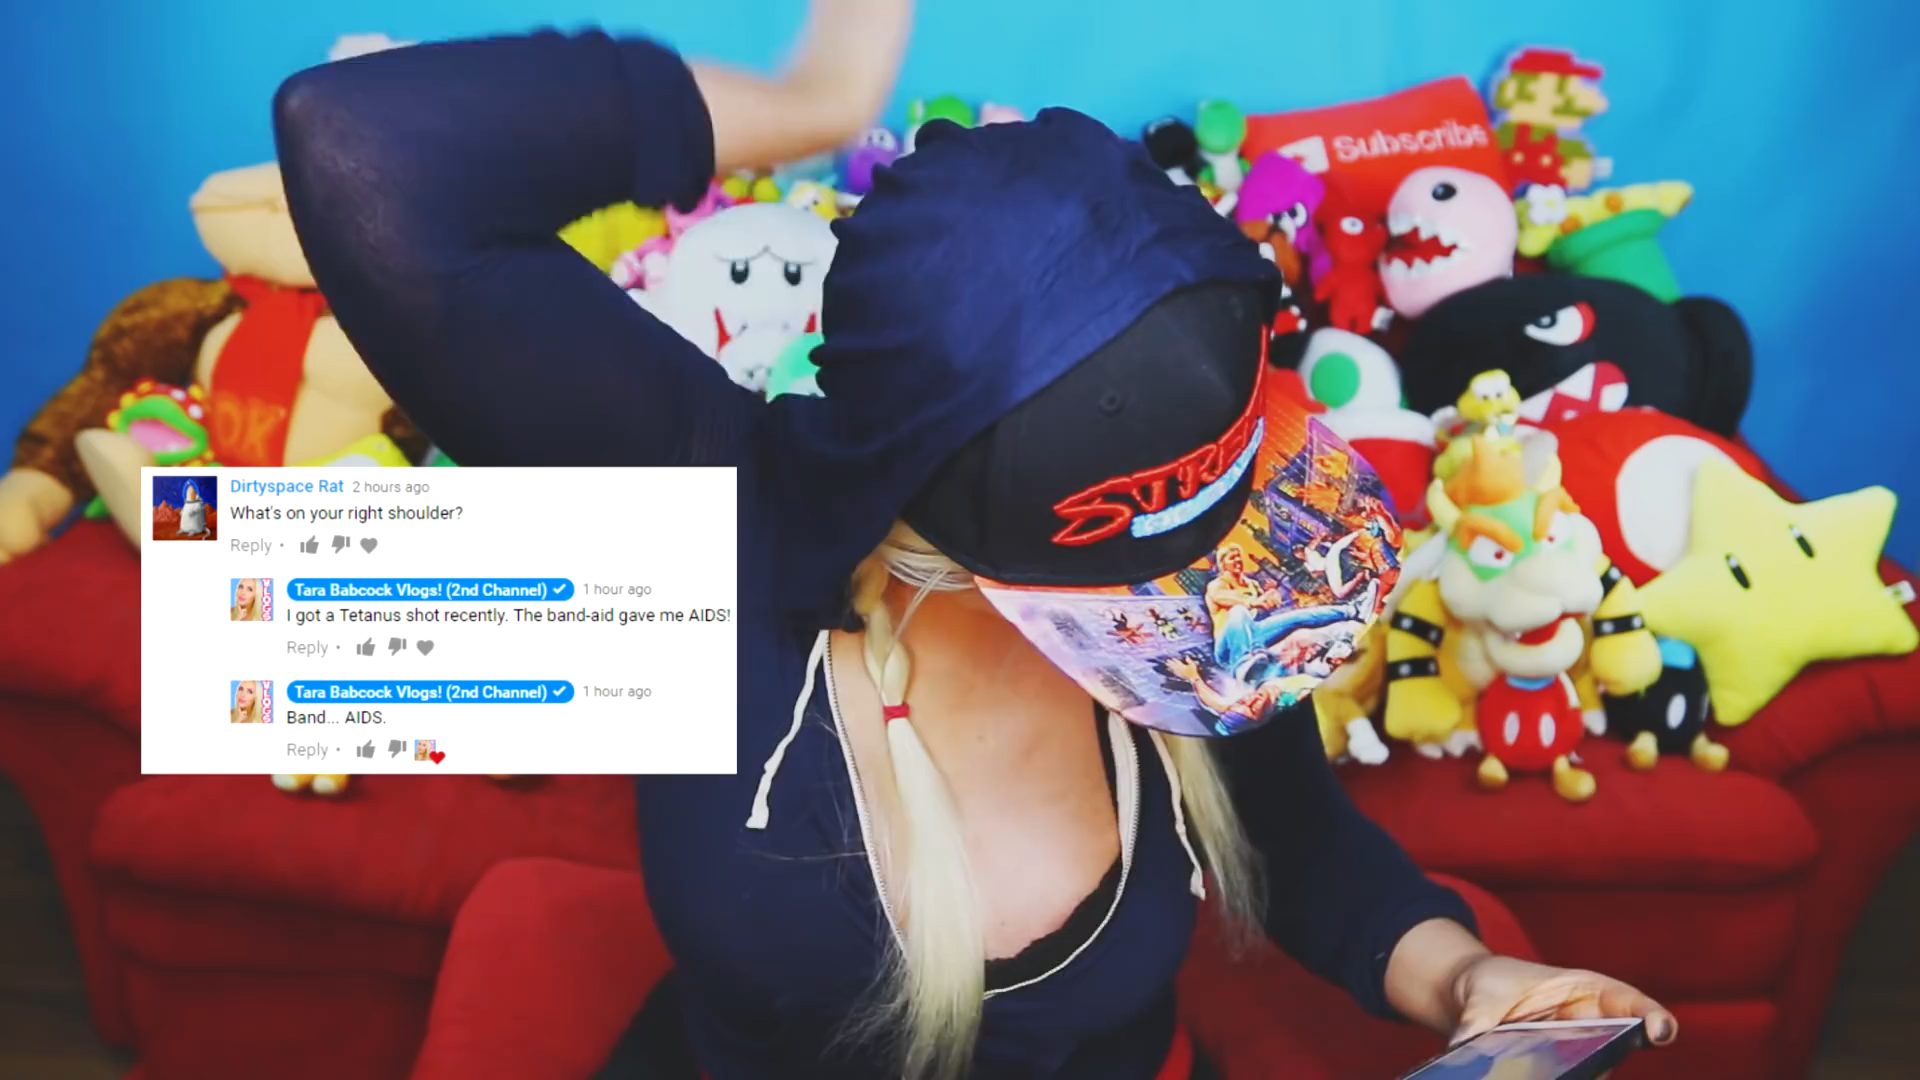 Subscribe
DK
Dirtyspace Rat 2 hours ago
What's on your right shoulder?
Reply •
Tara Babcock Vlogs! (2nd Channel) 1 hour ago
I got a Tetanus shot recently. The band-aid gave me AIDS!
Reply •
Tara Babcock Vlogs! (2nd Channel) 1 hour ago
Band... AIDS.
Reply •